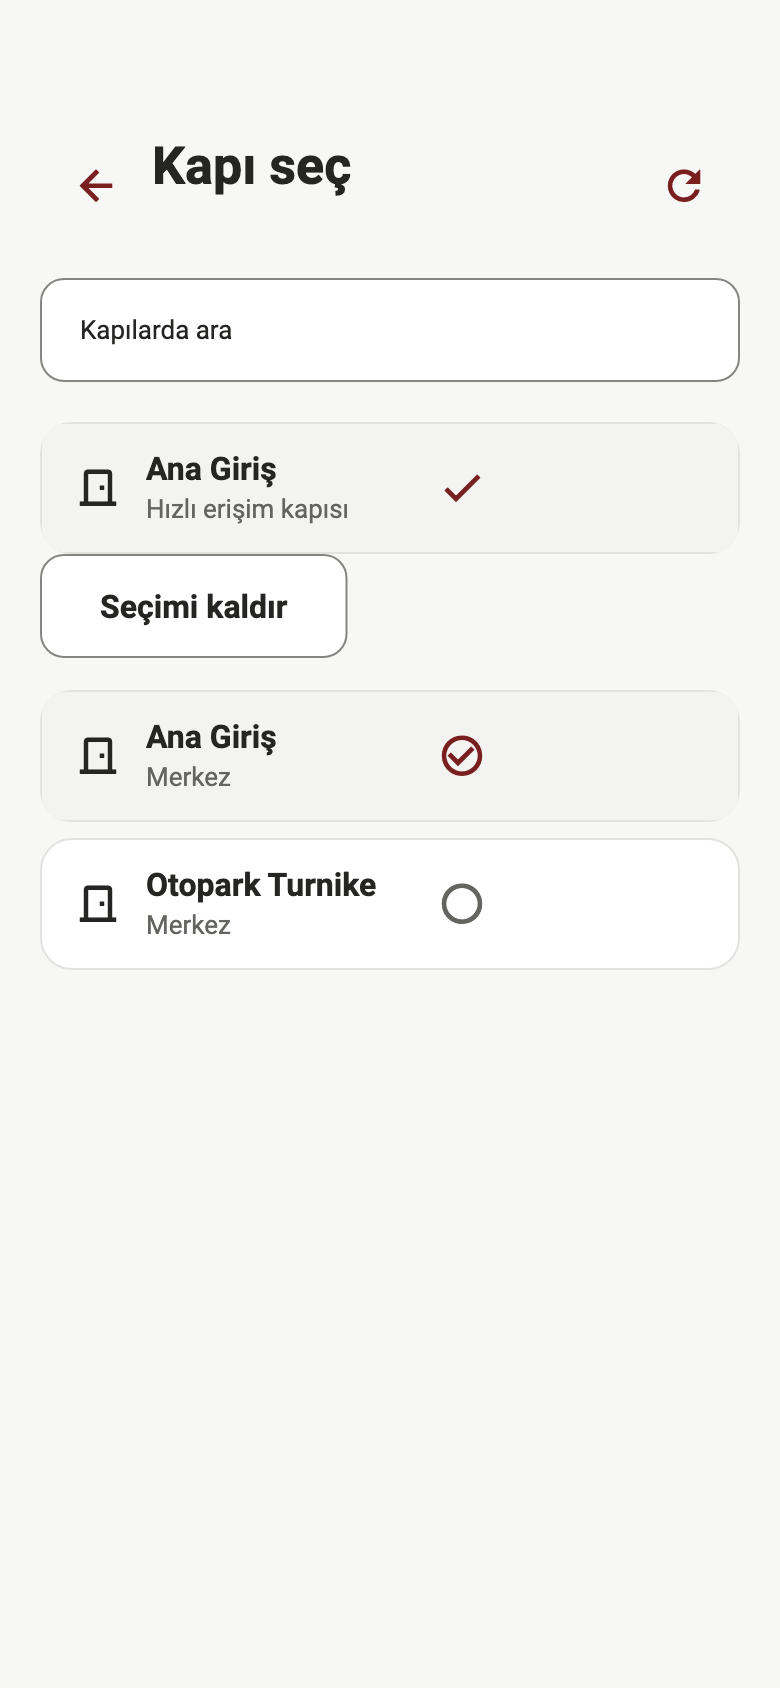 Kapı seç
Kapılarda ara
Ana Giriş
Hızlı erişim kapısı
Seçimi kaldır
Ana Giriş
Merkez
Otopark Turnike
Merkez